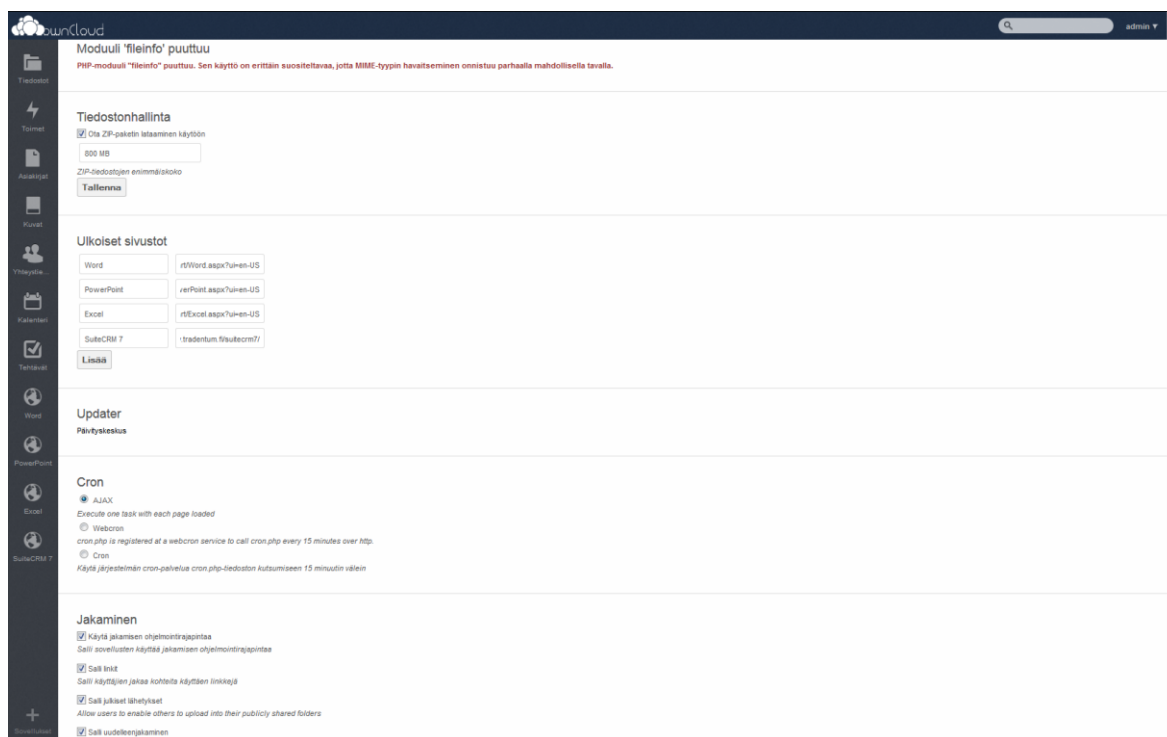 ownCloud
admin
Tiedostot
Toimet
Asiakirjat
Kuvat
Yhteystie...
Kalenteri
Tehtävät
Word
PowerPoint
Excel
SuiteCRM 7
Sovellukset
Moduuli 'fileinfo' puuttuu
PHP-moduuli "fileinfo" puuttuu. Sen käyttö on erittäin suositeltavaa, jotta MIME-tyypin havaitseminen onnistuu parhaalla mahdollisella tavalla.
Tiedostonhallinta
Ota ZIP-paketin lataaminen käytöön
800 MB
ZIP-tiedostojen enimmäiskoko
Tallenna
Ulkoiset sivustot
Word
rt/Word.aspx?ui=en-US
PowerPoint
erPoint.aspx?ui=en-US
Excel
rt/Excel.aspx?ui=en-US
SuiteCRM 7
.tradentum.fi/suitecrm7/
Lisää
Updater
Päivityskeskus
Cron
AJAX
Execute one task with each page loaded
Webcron
cron.php is registered at a webcron service to call cron.php every 15 minutes over http.
Cron
Käytä järjestelmän cron-palvelua cron.php-tiedoston kutsumiseen 15 minuutin välein
Jakaminen
Käytä jakamisen ohjelmointirajapintaa
Salli sovellusten käyttää jakamisen ohjelmointirajapintaa
Salli linkit
Salli käyttäjien jakaa kohteita käyttäen linkkejä
Salli julkiset lähetykset
Allow users to enable others to upload into their publicly shared folders
Salli uudelleenjakaminen